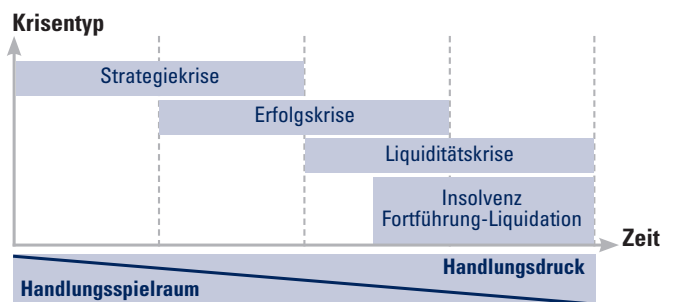 Krisentyp
Strategiekrise
Erfolgskrise
Liquiditätskrise
Insolvenz
Fortführung-Liquidation
Zeit
Handlungsdruck
Handlungsspielraum